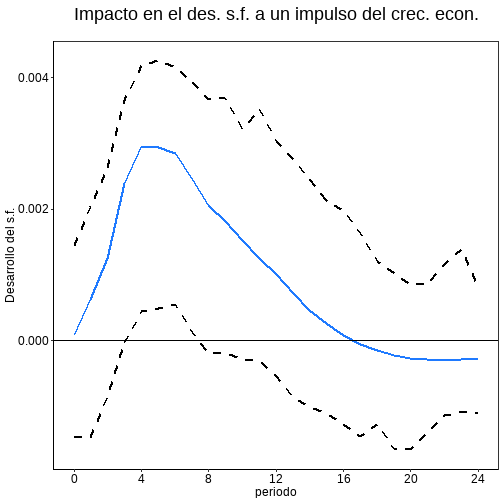 Impacto en el des. s.f. a un impulso del crec. econ.
Desarrollo del s.f.
0.004
0.002
0.000
0 4 8 12 16 20 24
periodo